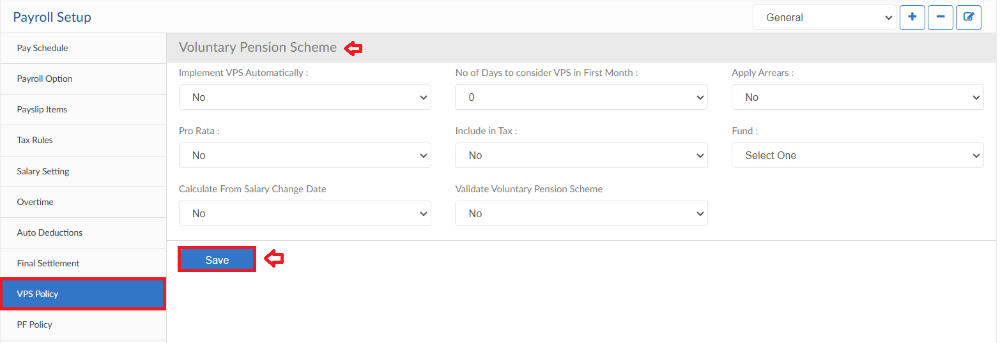 Payroll Setup
General
Pay Schedule
Payroll Option
Payslip Items
Tax Rules
Salary Setting
Overtime
Auto Deductions
Final Settlement
VPS Policy
PF Policy
Voluntary Pension Scheme
Implement VPS Automatically :
No
No of Days to consider VPS in First Month :
0
Apply Arrears :
No
Pro Rata :
No
Include in Tax :
No
Fund :
Select One
Calculate From Salary Change Date
No
Validate Voluntary Pension Scheme
No
Save